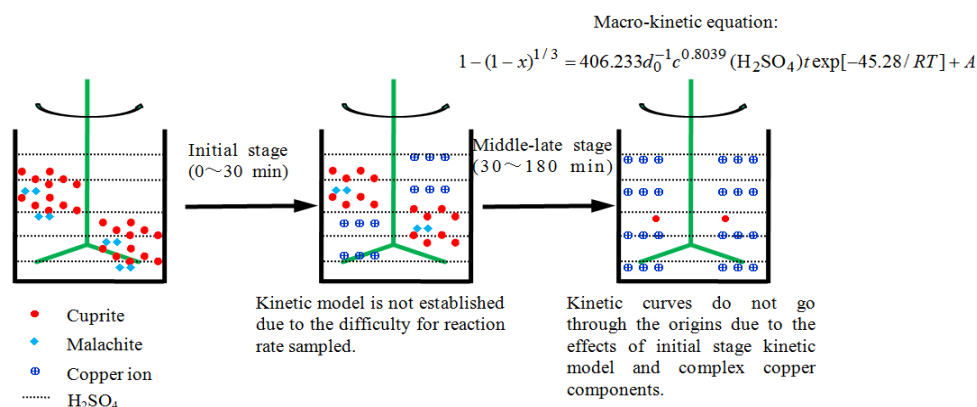 Macro-kinetic equation:
1−(1−x)^{1/3} = 406.233d_0^{-1}c^{0.8039}(H₂SO₄)t exp[−45.28/RT]+A
Initial stage
(0～30 min)
Middle-late stage
(30～180 min)
Kinetic model is not established
due to the difficulty for reaction
rate sampled.
Kinetic curves do not go
through the origins due to the
effects of initial stage kinetic
model and complex copper
components.
Cuprite
Malachite
Copper ion
H₂SO₄